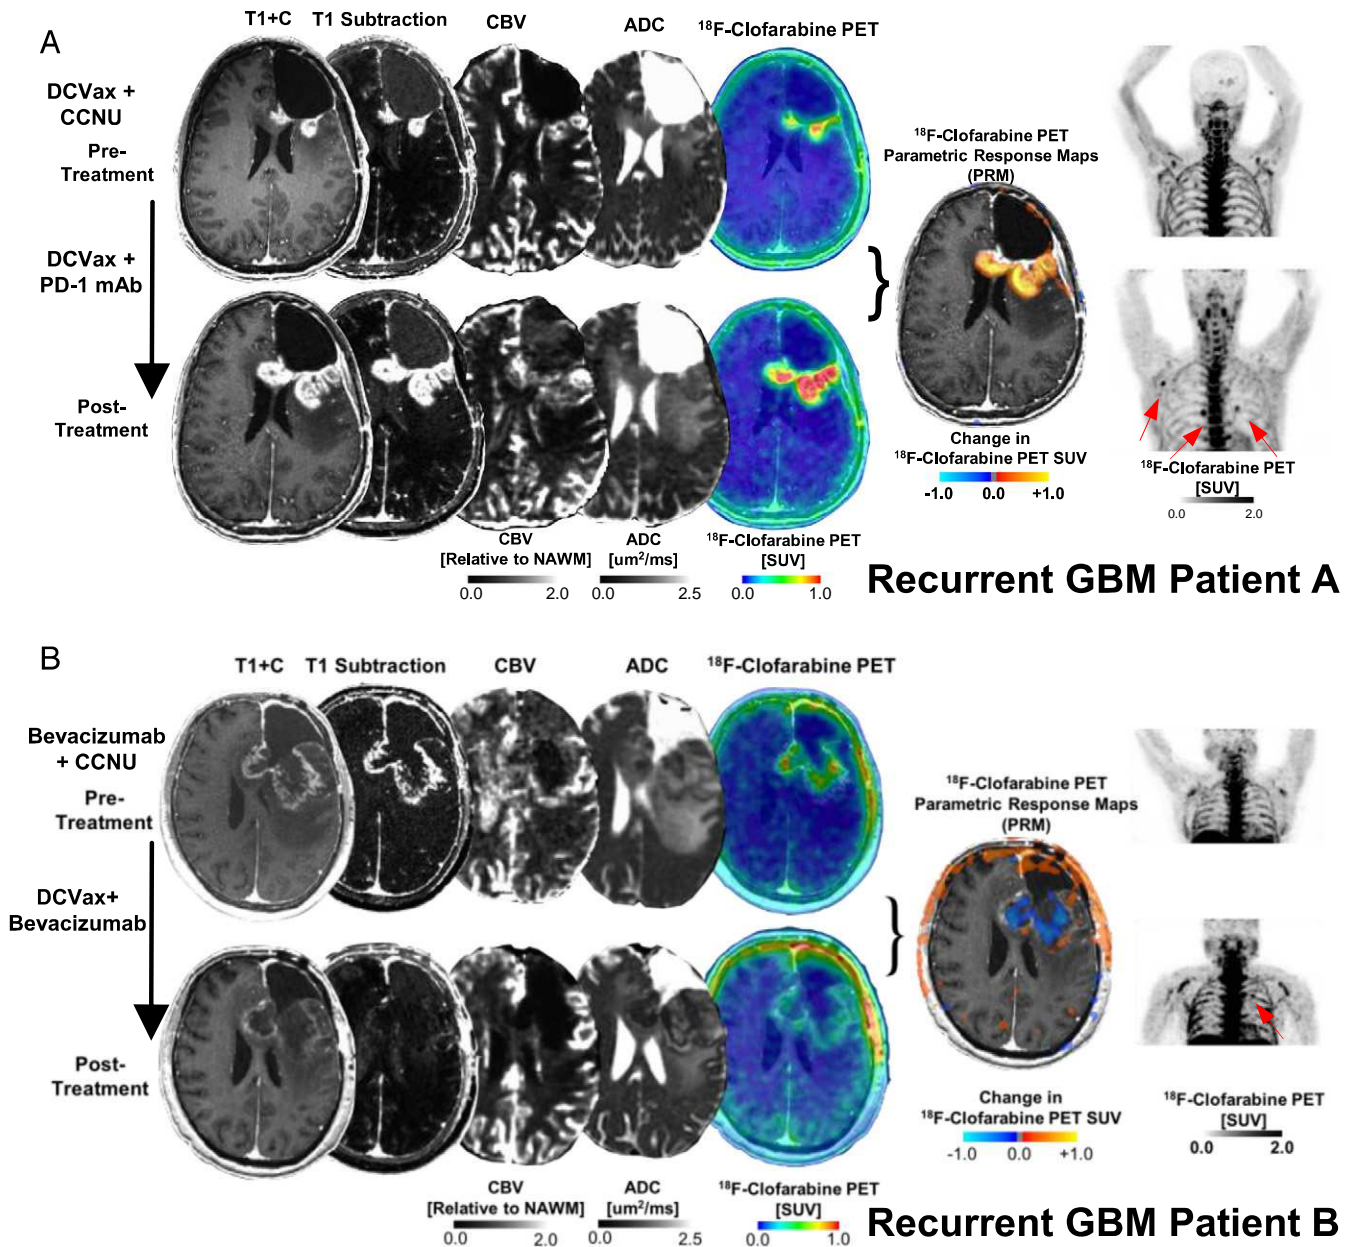 A
T1+C
T1 Subtraction
CBV
ADC
¹⁸F-Clofarabine PET
DCVax +
CCNU
Pre-
Treatment
DCVax +
PD-1 mAb
Post-
Treatment
¹⁸F-Clofarabine PET
Parametric Response Maps
(PRM)
Change in
¹⁸F-Clofarabine PET SUV
-1.0 0.0 +1.0
¹⁸F-Clofarabine PET
[SUV]
0.0 2.0
CBV
[Relative to NAWM]
0.0 2.0
ADC
[um²/ms]
0.0 2.5
¹⁸F-Clofarabine PET
[SUV]
0.0 1.0
Recurrent GBM Patient A
B
T1+C
T1 Subtraction
CBV
ADC
¹⁸F-Clofarabine PET
Bevacizumab
+ CCNU
Pre-
Treatment
DCVax+
Bevacizumab
Post-
Treatment
¹⁸F-Clofarabine PET
Parametric Response Maps
(PRM)
Change in
¹⁸F-Clofarabine PET SUV
-1.0 0.0 +1.0
¹⁸F-Clofarabine PET
[SUV]
0.0 2.0
CBV
[Relative to NAWM]
0.0 2.0
ADC
[um²/ms]
0.0 2.5
¹⁸F-Clofarabine PET
[SUV]
0.0 1.0
Recurrent GBM Patient B